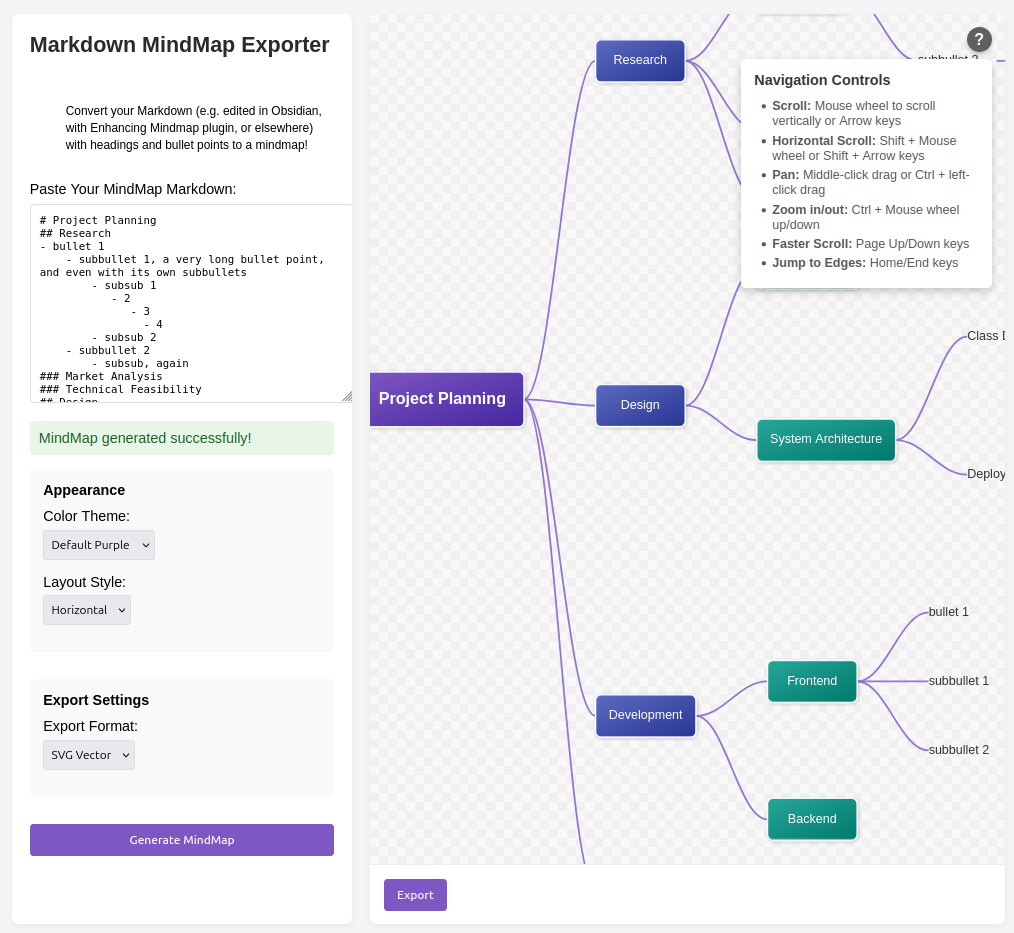 Markdown MindMap Exporter
Convert your Markdown (e.g. edited in Obsidian,
with Enhancing Mindmap plugin, or elsewhere)
with headings and bullet points to a mindmap!
Paste Your MindMap Markdown:
# Project Planning
## Research
- bullet 1
    - subbullet 1, a very long bullet point,
and even with its own subbullets
        - subsub 1
           - 2
              - 3
                - 4
        - subsub 2
    - subbullet 2
        - subsub, again
### Market Analysis
### Technical Feasibility
## Design
MindMap generated successfully!
Appearance
Color Theme:
Default Purple
Layout Style:
Horizontal
Export Settings
Export Format:
SVG Vector
Generate MindMap
Research
subbullet 2
?
Navigation Controls
• Scroll: Mouse wheel to scroll
vertically or Arrow keys
• Horizontal Scroll: Shift + Mouse
wheel or Shift + Arrow keys
• Pan: Middle-click drag or Ctrl + left-
click drag
• Zoom in/out: Ctrl + Mouse wheel
up/down
• Faster Scroll: Page Up/Down keys
• Jump to Edges: Home/End keys
Project Planning
Design
System Architecture
Class
Deploy
Development
Frontend
bullet 1
subbullet 1
subbullet 2
Backend
Export